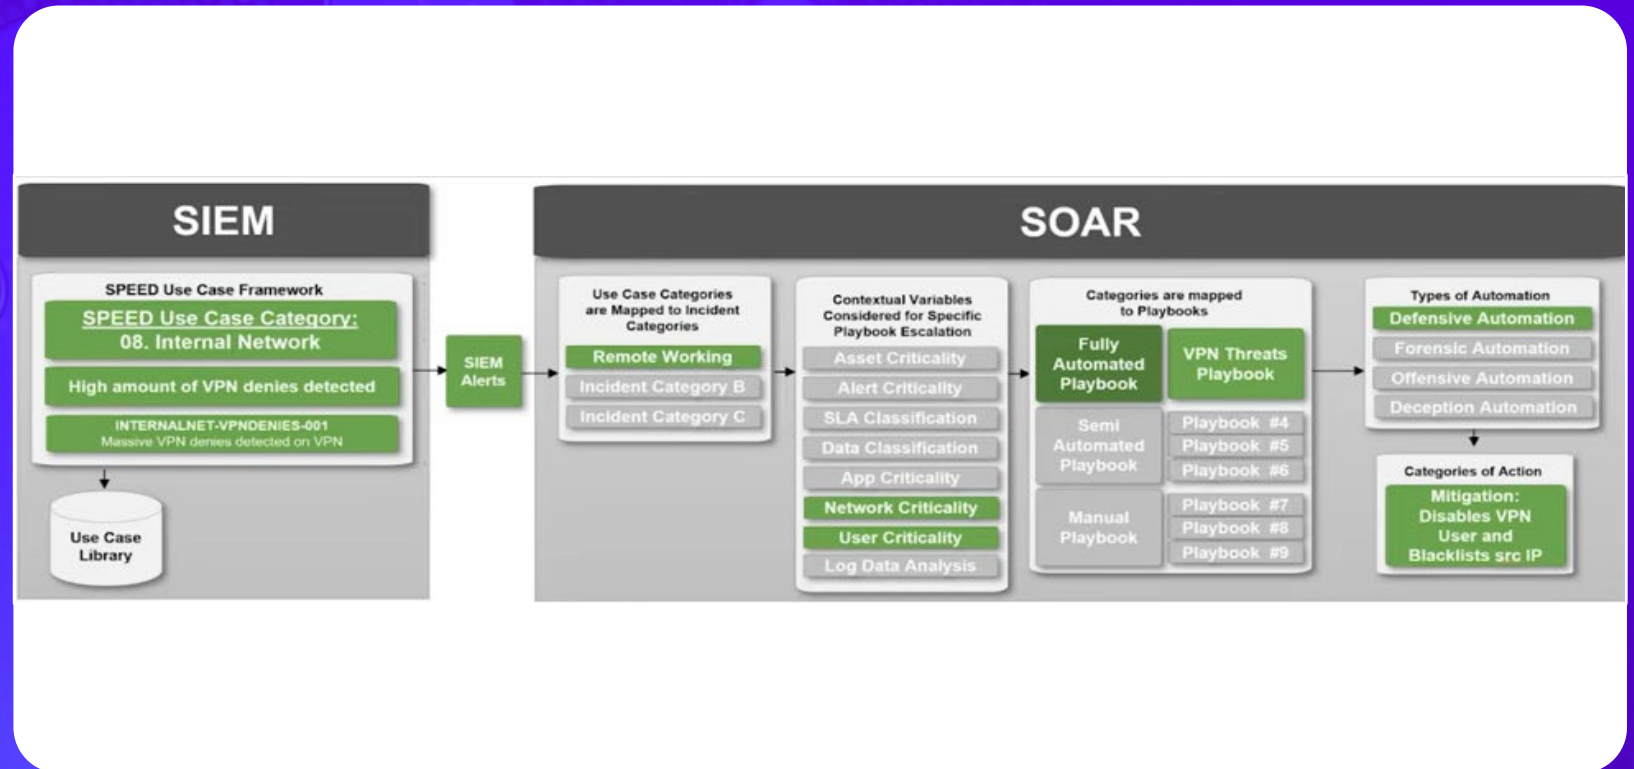 SIEM
SPEED Use Case Framework
SPEED Use Case Category:
08. Internal Network
High amount of VPN denies detected
INTERNALNET-VPNDENIES-001
Massive VPN denies detected on VPN
Use Case
Library
SIEM
Alerts
SOAR
Use Case Categories
are Mapped to Incident
Categories
Remote Working
Incident Category B
Incident Category C
Contextual Variables
Considered for Specific
Playbook Escalation
Asset Criticality
Alert Criticality
SLA Classification
Data Classification
App Criticality
Network Criticality
User Criticality
Log Data Analysis
Categories are mapped
to Playbooks
Fully
Automated
Playbook
VPN Threats
Playbook
Semi
Automated
Playbook
Playbook #4
Playbook #5
Playbook #6
Manual
Playbook
Playbook #7
Playbook #8
Playbook #9
Types of Automation
Defensive Automation
Forensic Automation
Offensive Automation
Deception Automation
Categories of Action
Mitigation:
Disables VPN
User and
Blacklists src IP